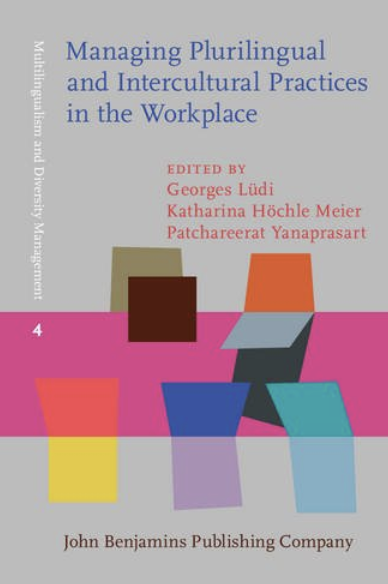 Managing Plurilingual
and Intercultural Practices
in the Workplace
EDITED BY
Georges Lüdi
Katharina Höchle Meier
Patchareerat Yanaprasart
Multilingualism and Diversity Management
4
John Benjamins Publishing Company